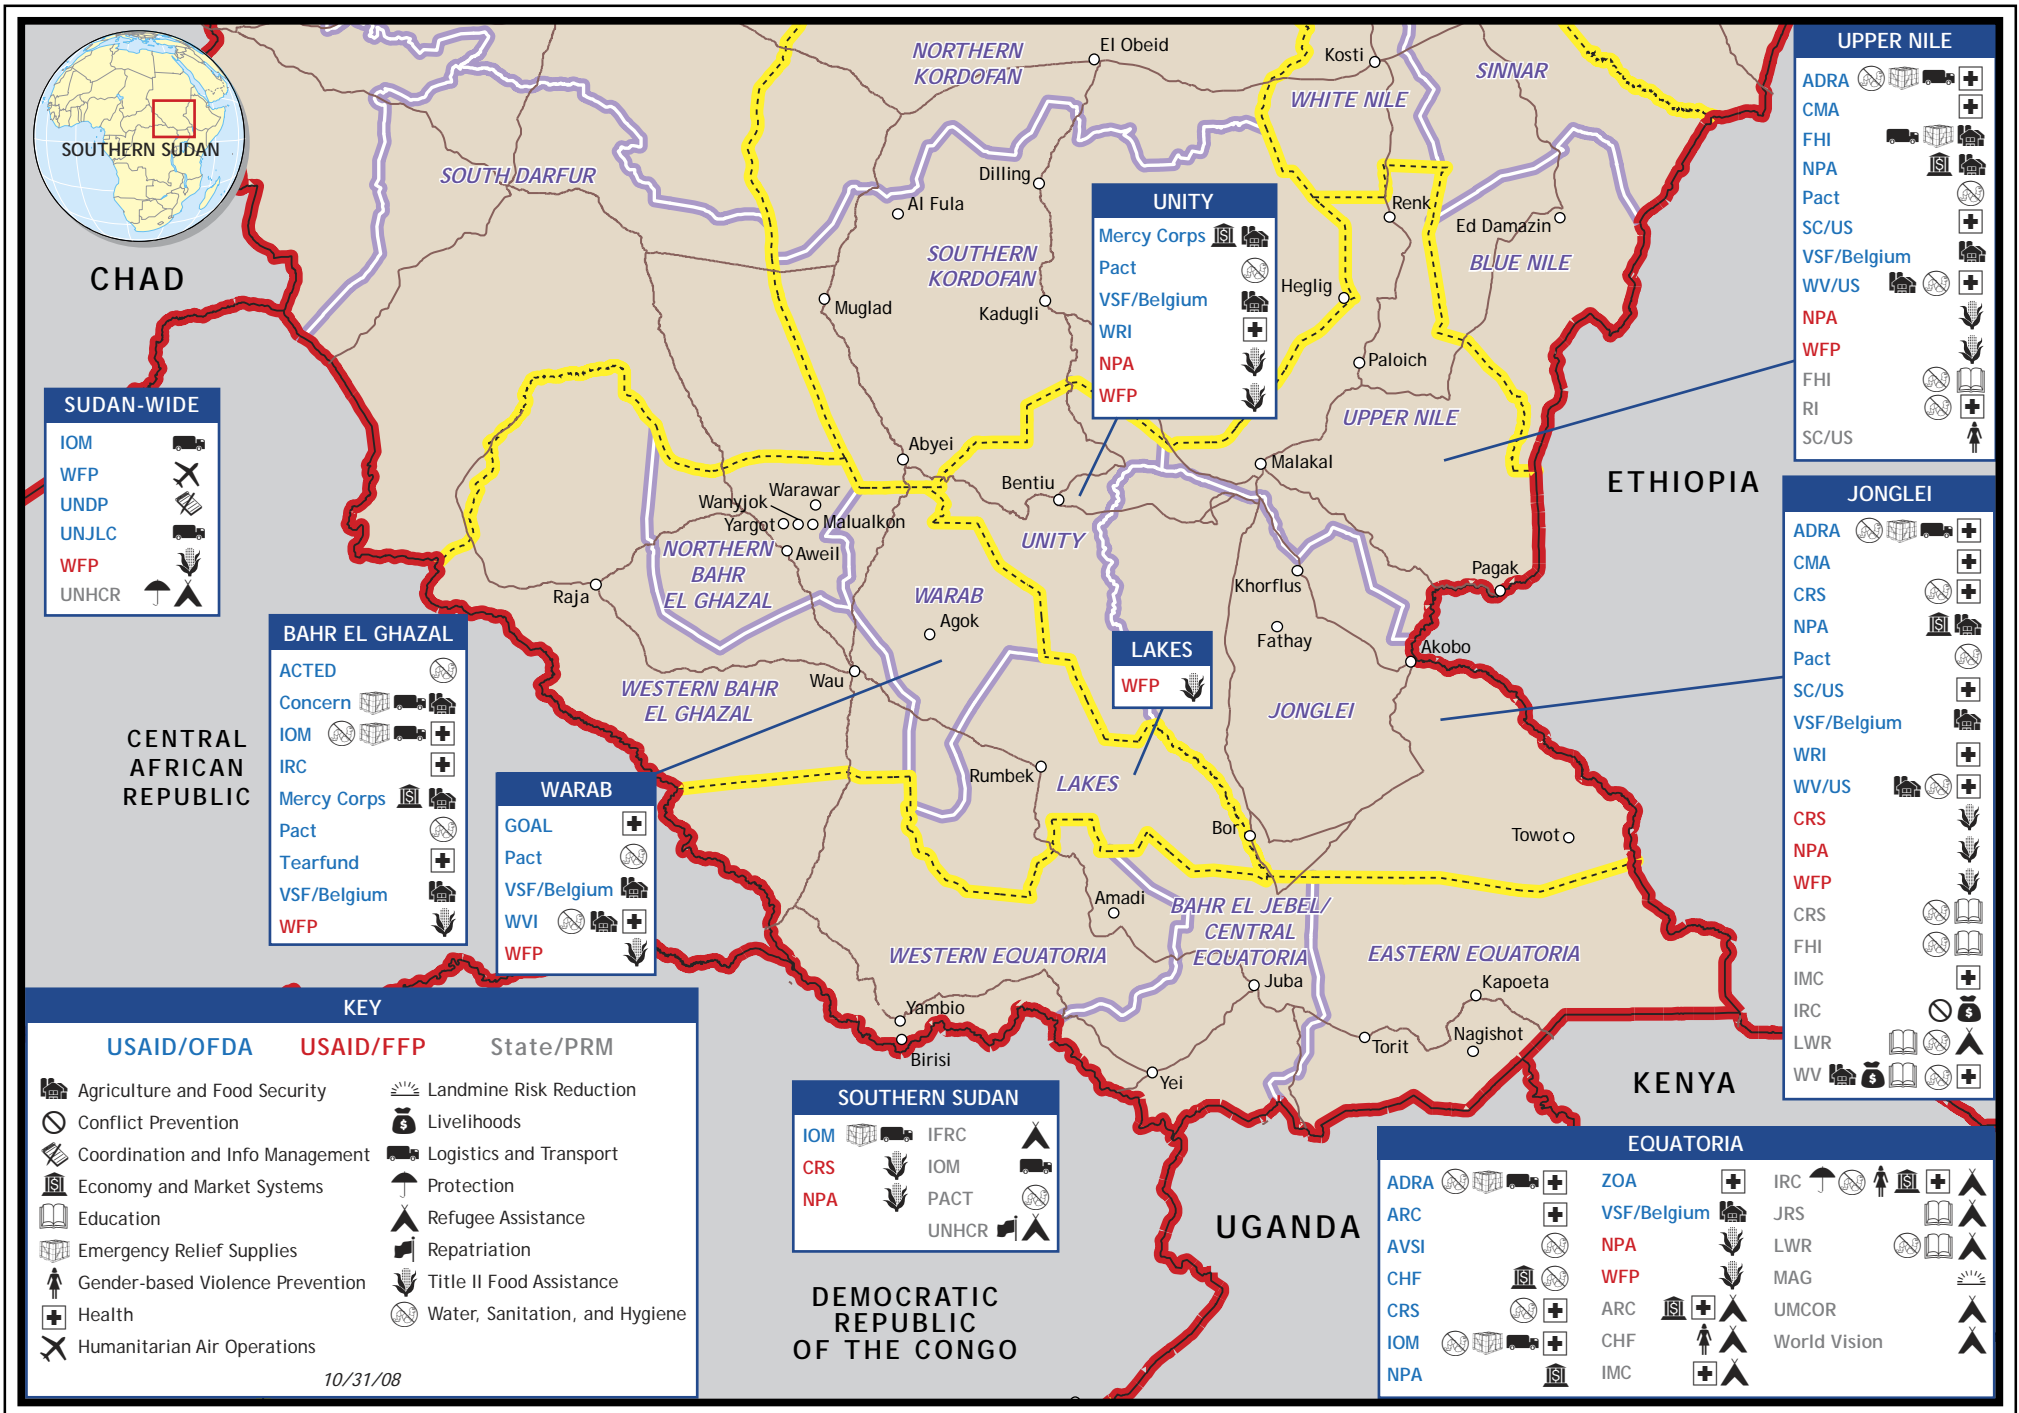 SOUTHERN SUDAN
NORTHERN
KORDOFAN
El Obeid
Kosti
SINNAR
WHITE NILE
SOUTH DARFUR
Dilling
Al Fula
SOUTHERN
KORDOFAN
Renk
Ed Damazin
BLUE NILE
Heglig
Muglad
Kadugli
Paloich
UPPER NILE
CHAD
Abyei
Malakal
Bentiu
ETHIOPIA
Warawar
Wanyjok
Yargot
Malualkon
NORTHERN
BAHR
EL GHAZAL
Aweil
UNITY
Raja
WARAB
Agok
Khorflus
Pagak
Fathay
Akobo
Wau
WESTERN BAHR
EL GHAZAL
JONGLEI
CENTRAL
AFRICAN
REPUBLIC
Rumbek
LAKES
Bor
Towot
Amadi
BAHR EL JEBEL/
CENTRAL
EQUATORIA
WESTERN EQUATORIA
EASTERN EQUATORIA
Juba
Kapoeta
Yambio
Birisi
Torit
Nagishot
Yei
KENYA
UGANDA
DEMOCRATIC
REPUBLIC
OF THE CONGO
UPPER NILE
ADRA
CMA
FHI
NPA
Pact
SC/US
VSF/Belgium
WV/US
NPA
WFP
FHI
RI
SC/US
UNITY
Mercy Corps
Pact
VSF/Belgium
WRI
NPA
WFP
SUDAN-WIDE
IOM
WFP
UNDP
UNJLC
WFP
UNHCR
JONGLEI
ADRA
CMA
CRS
NPA
Pact
SC/US
VSF/Belgium
WRI
WV/US
CRS
NPA
WFP
CRS
FHI
IMC
IRC
LWR
WV
BAHR EL GHAZAL
ACTED
Concern
IOM
IRC
Mercy Corps
Pact
Tearfund
VSF/Belgium
WFP
LAKES
WFP
WARAB
GOAL
Pact
VSF/Belgium
WVI
WFP
KEY
USAID/OFDA USAID/FFP State/PRM
Agriculture and Food Security
Conflict Prevention
Coordination and Info Management
Economy and Market Systems
Education
Emergency Relief Supplies
Gender-based Violence Prevention
Health
Humanitarian Air Operations
Landmine Risk Reduction
Livelihoods
Logistics and Transport
Protection
Refugee Assistance
Repatriation
Title II Food Assistance
Water, Sanitation, and Hygiene
10/31/08
SOUTHERN SUDAN
IOM
CRS
NPA
IFRC
IOM
PACT
UNHCR
EQUATORIA
ADRA
ARC
AVSI
CHF
CRS
IOM
NPA
ZOA
VSF/Belgium
NPA
WFP
ARC
CHF
IMC
IRC
JRS
LWR
MAG
UMCOR
World Vision